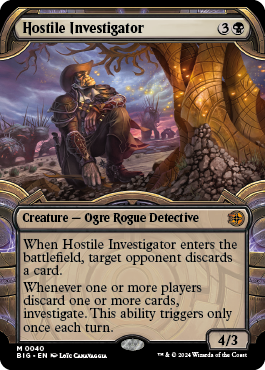 Hostile Investigator 3
Creature — Ogre Rogue Detective
When Hostile Investigator enters the
battlefield, target opponent discards
a card.
Whenever one or more players
discard one or more cards,
investigate. This ability triggers only
once each turn.
4/3
M 0040
BIG • EN Loïc Canavaggia
™ & © 2024 Wizards of the Coast